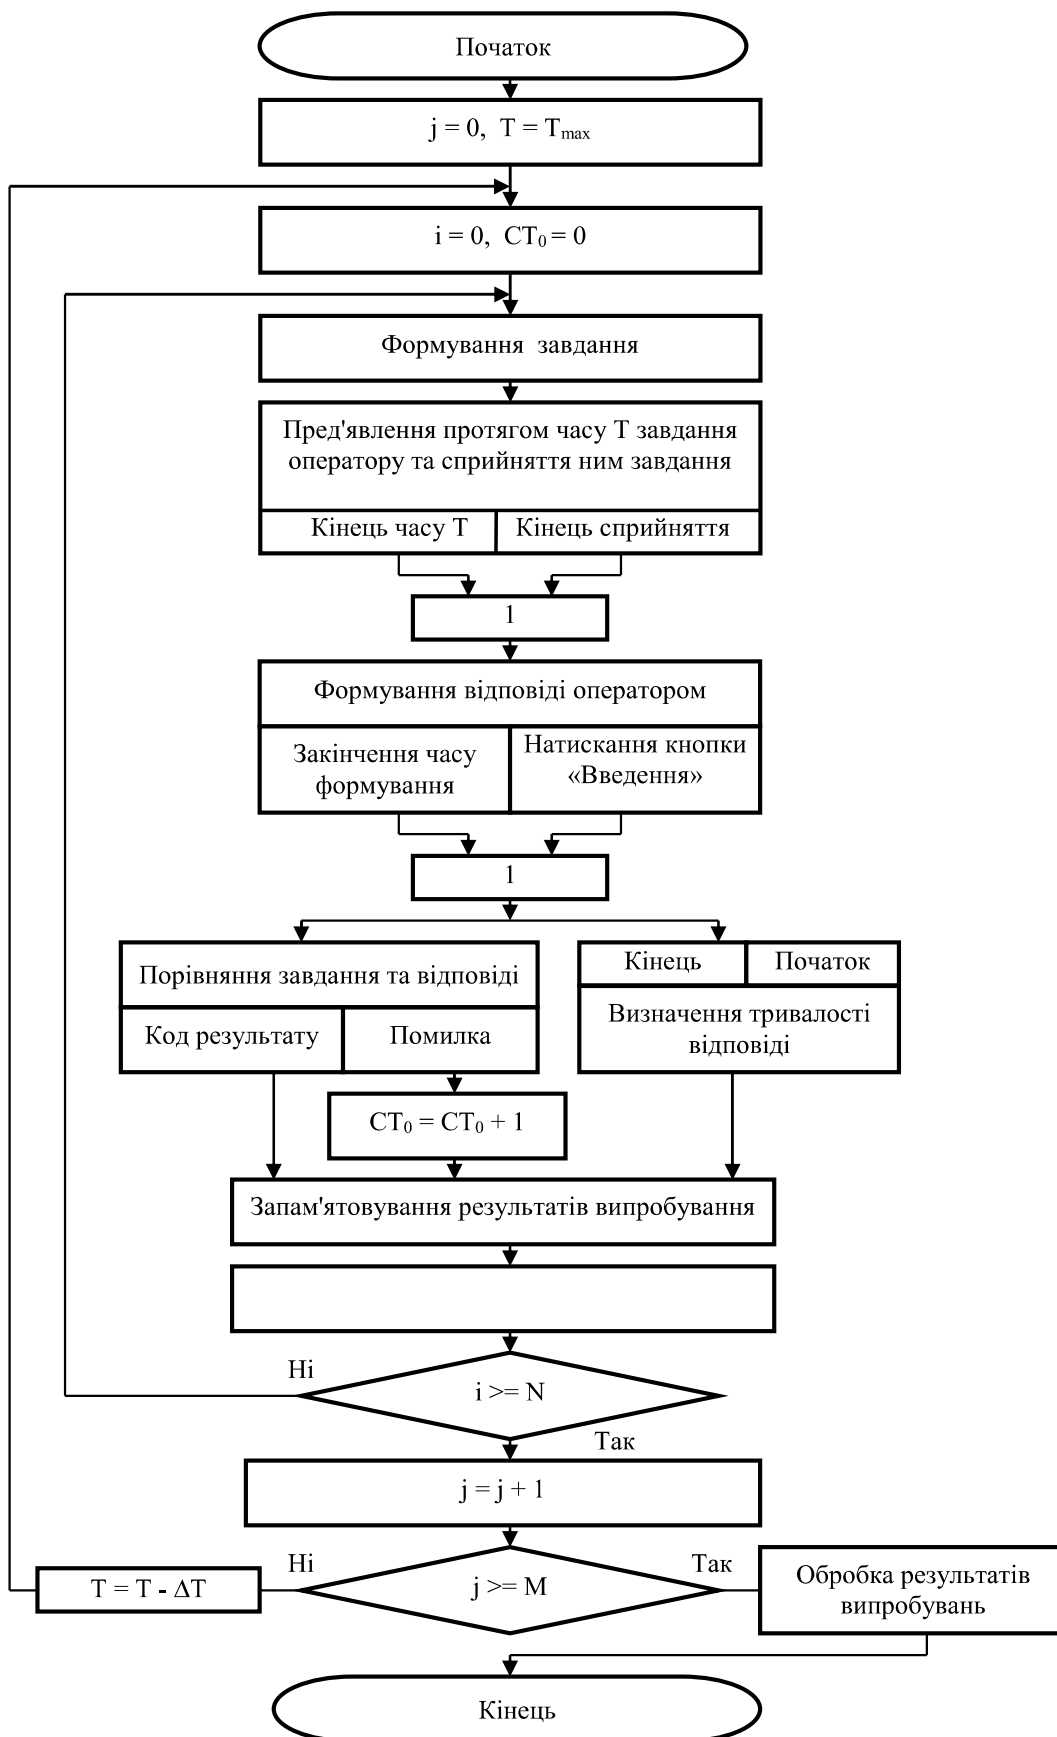 Початок
j = 0, T = Tmax
i = 0, CT0 = 0
Формування завдання
Пред'явлення протягом часу T завдання
оператору та сприйняття ним завдання
Кінець часу T
Кінець сприйняття
1
Формування відповіді оператором
Закінчення часу
формування
Натискання кнопки
«Введення»
1
Порівняння завдання та відповіді
Код результату
Помилка
Кінець
Початок
Визначення тривалості
відповіді
CT0 = CT0 + 1
Запам'ятовування результатів випробування
Ні
i >= N
Так
j = j + 1
T = T - ΔT
Ні
j >= M
Так
Обробка результатів
випробувань
Кінець